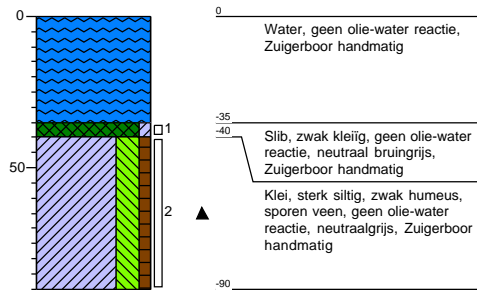 0
0
Water, geen olie-water reactie,
Zuigerboor handmatig
-35
1
-40
Slib, zwak kleiïg, geen olie-water
reactie, neutraal bruingrijs,
Zuigerboor handmatig
50
2
Klei, sterk siltig, zwak humeus,
sporen veen, geen olie-water
reactie, neutraalgrijs, Zuigerboor
handmatig
-90